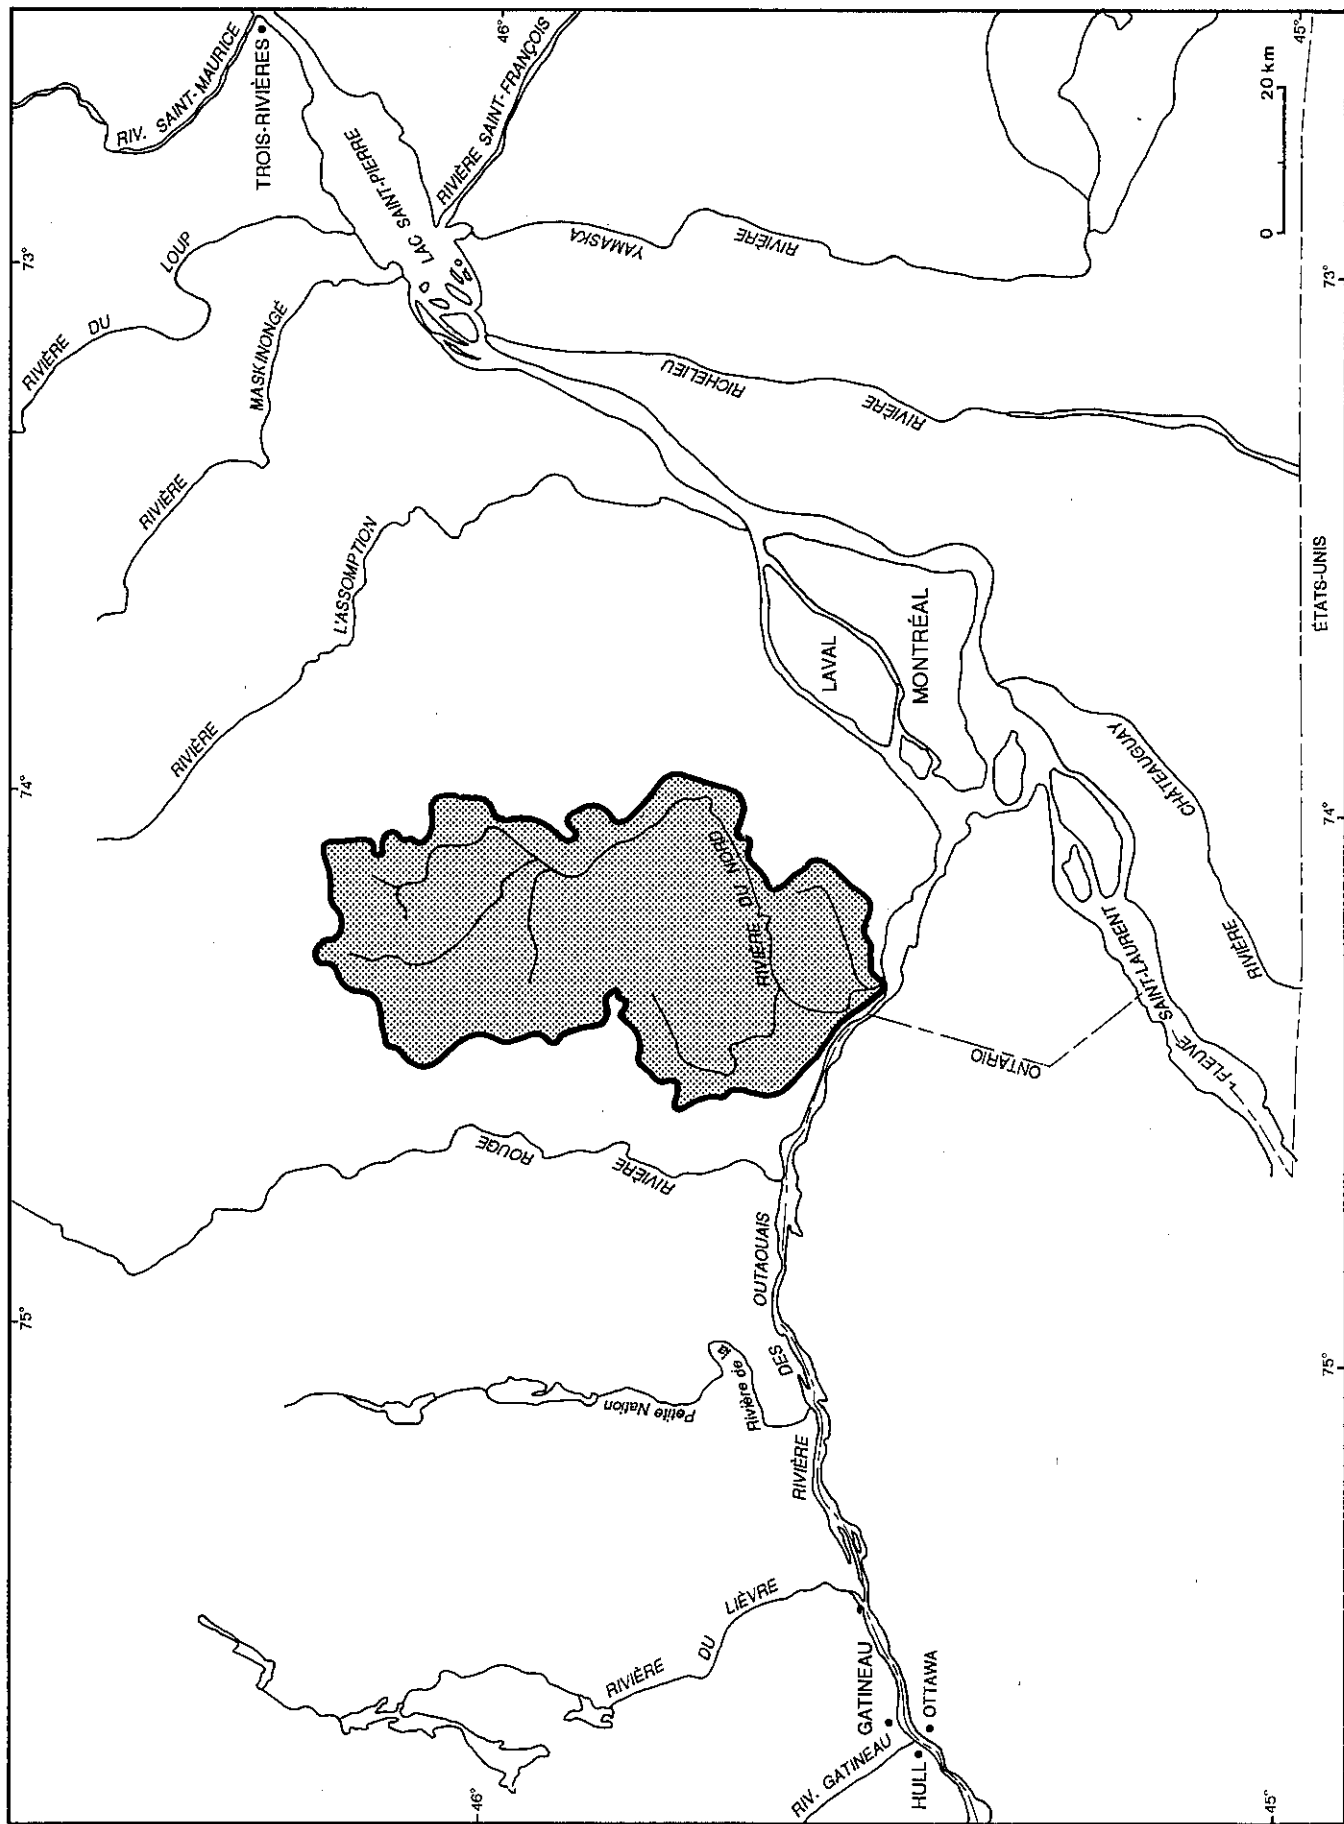 75°
74°
73°
RIV. SAINT-MAURICE
TROIS-RIVIÈRES
RIVIÈRE DU LOUP
RIVIÈRE MASKINONGÉ
LAC SAINT-PIERRE
RIVIÈRE SAINT-FRANÇOIS
46°
46°
RIVIÈRE L'ASSOMPTION
RIVIÈRE YAMASKA
RIVIÈRE RICHELIEU
RIVIÈRE ROUGE
Rivière de la
Petite Nation
RIVIÈRE DU LIÈVRE
RIVIÈRE DU NORD
RIVIÈRE DES OUTAOUAIS
LAVAL
MONTRÉAL
RIV. GATINEAU
GATINEAU
HULL
OTTAWA
ONTARIO
FLEUVE SAINT-LAURENT
RIVIÈRE CHÂTEAUGUAY
0 20 km
45°
45°
ÉTATS-UNIS
75°
74°
73°